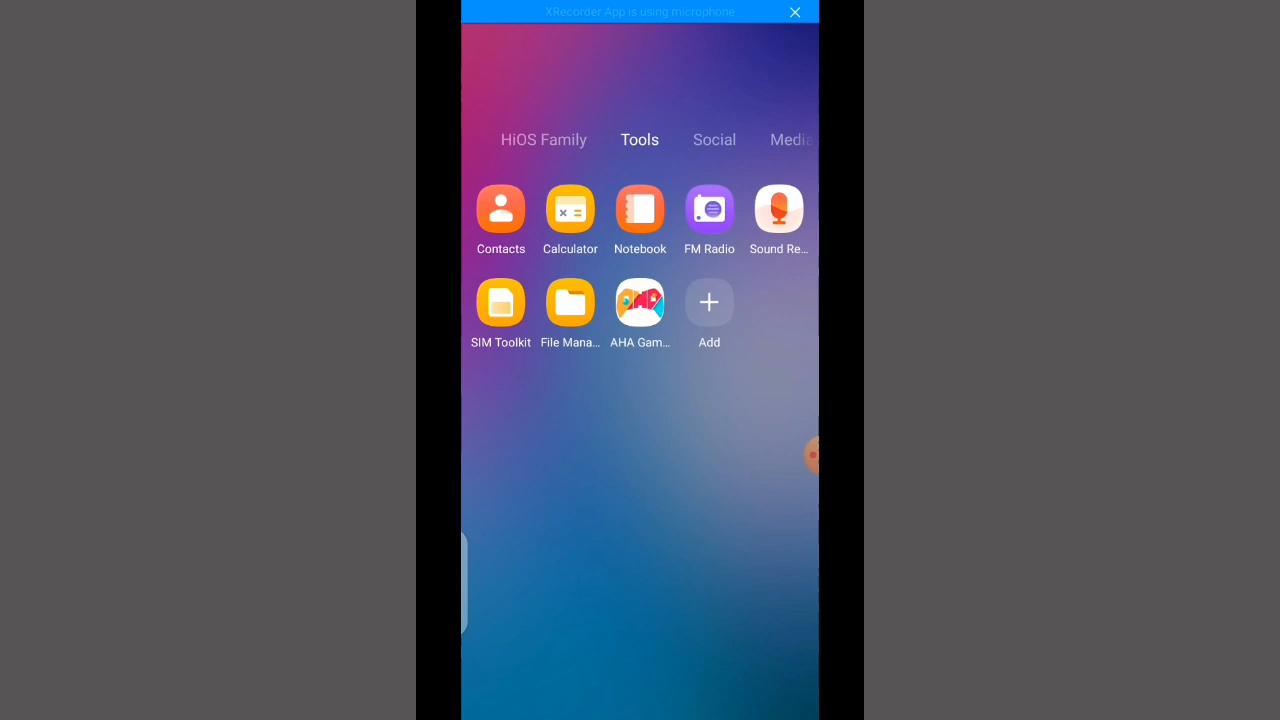 XRecorder App is using microphone
HiOS Family Tools Social Media
Contacts Calculator Notebook FM Radio Sound Re...
SIM Toolkit File Mana... AHA Gam... Add